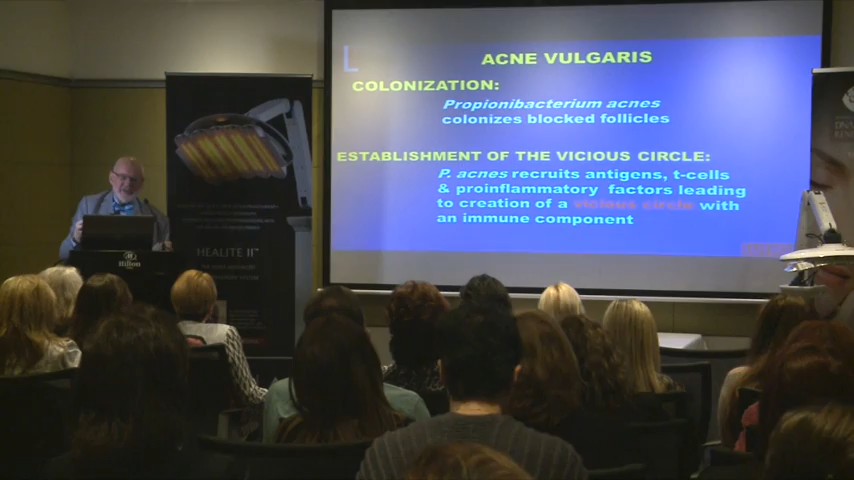 L
ACNE VULGARIS
COLONIZATION:
Propionibacterium acnes
colonizes blocked follicles
ESTABLISHMENT OF THE VICIOUS CIRCLE:
P. acnes recruits antigens, t-cells
& proinflammatory factors leading
to creation of a vicious circle with
an immune component
HEALITE II™
Hilton